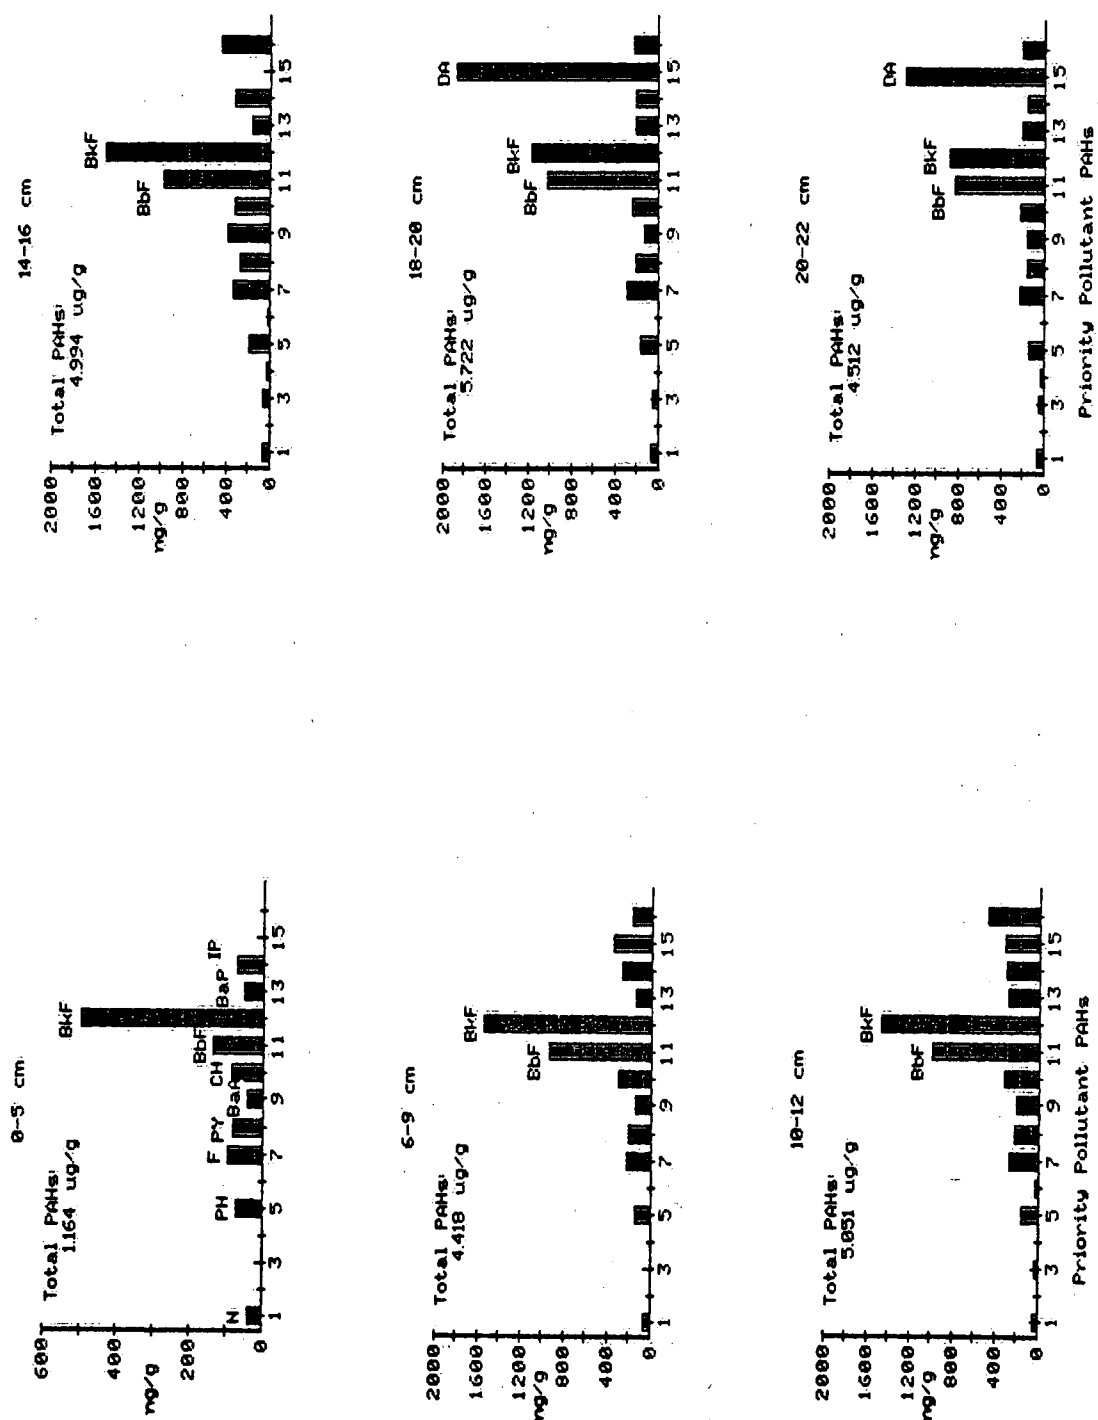 0-5 cm
Total PAHs:
1.164 ug/g
600
400
ng/g
200
0
N
PH
F
PY
BaA
CH
BbF
BkF
BaP
IP
1 3 5 7 9 11 13 15
14-16 cm
Total PAHs:
4.994 ug/g
2000
1600
ng/g
1200
800
400
0
BbF
BkF
1 3 5 7 9 11 13 15
6-9 cm
Total PAHs:
4.418 ug/g
2000
1600
1200
ng/g
800
400
0
BbF
BkF
1 3 5 7 9 11 13 15
18-20 cm
Total PAHs:
5.722 ug/g
2000
1600
1200
ng/g
800
400
0
BbF
BkF
DA
1 3 5 7 9 11 13 15
10-12 cm
Total PAHs:
5.051 ug/g
2000
1600
1200
ng/g
800
400
0
BbF
BkF
1 3 5 7 9 11 13 15
Priority Pollutant PAHs
20-22 cm
Total PAHs:
4.512 ug/g
2000
1600
1200
ng/g
800
400
0
BbF
BkF
DA
1 3 5 7 9 11 13 15
Priority Pollutant PAHs